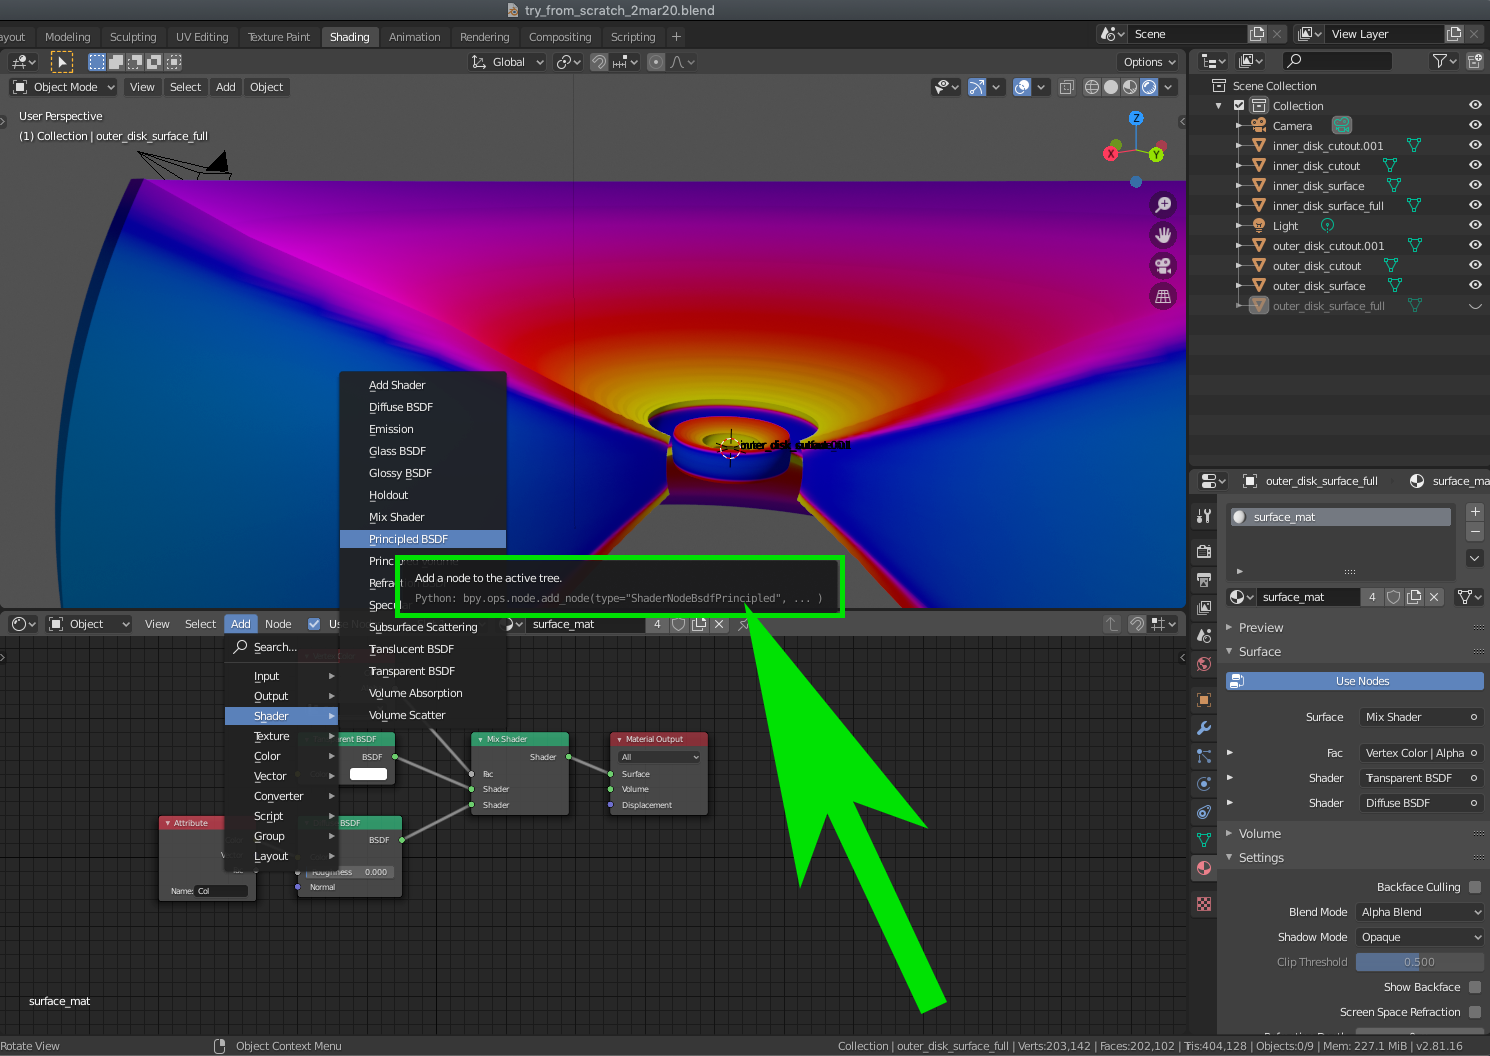 try_from_scratch_2mar20.blend
ayout Modeling Sculpting UV Editing Texture Paint Shading Animation Rendering Compositing Scripting +
Scene
View Layer
Global
Options
Object Mode View Select Add Object
User Perspective
(1) Collection | outer_disk_surface_full
Z
X
Y
Scene Collection
Collection
Camera
inner_disk_cutout.001
inner_disk_cutout
inner_disk_surface
inner_disk_surface_full
Light
outer_disk_cutout.001
outer_disk_cutout
outer_disk_surface
outer_disk_surface_full
Add Shader
Diffuse BSDF
Emission
Glass BSDF
Glossy BSDF
Holdout
Mix Shader
Principled BSDF
Princ
Refra
Specu
Subsurface Scattering
Translucent BSDF
Transparent BSDF
Volume Absorption
Volume Scatter
Add a node to the active tree.
Python: bpy.ops.node.add_node(type="ShaderNodeBsdfPrincipled", ... )
Object View Select Add Node Use No
surface_mat 4
Search...
Input
Output
Shader
Texture
Color
Vector
Converter
Script
Group
Layout
rent BSDF
BSDF
Mix Shader
Shader
Fac
Shader
Shader
Material Output
All
Surface
Volume
Displacement
Attribute
Name: Col
BSDF
BSDF
Roughness 0.000
Normal
surface_mat
outer_disk_surface_full surface_ma
surface_mat
surface_mat 4
Preview
Surface
Use Nodes
Surface Mix Shader
Fac Vertex Color | Alpha
Shader Transparent BSDF
Shader Diffuse BSDF
Volume
Settings
Backface Culling
Blend Mode Alpha Blend
Shadow Mode Opaque
Clip Threshold 0.500
Show Backface
Screen Space Refraction
Rotate View
Object Context Menu
Collection | outer_disk_surface_full | Verts:203,142 | Faces:202,102 | Tris:404,128 | Objects:0/9 | Mem: 227.1 MiB | v2.81.16